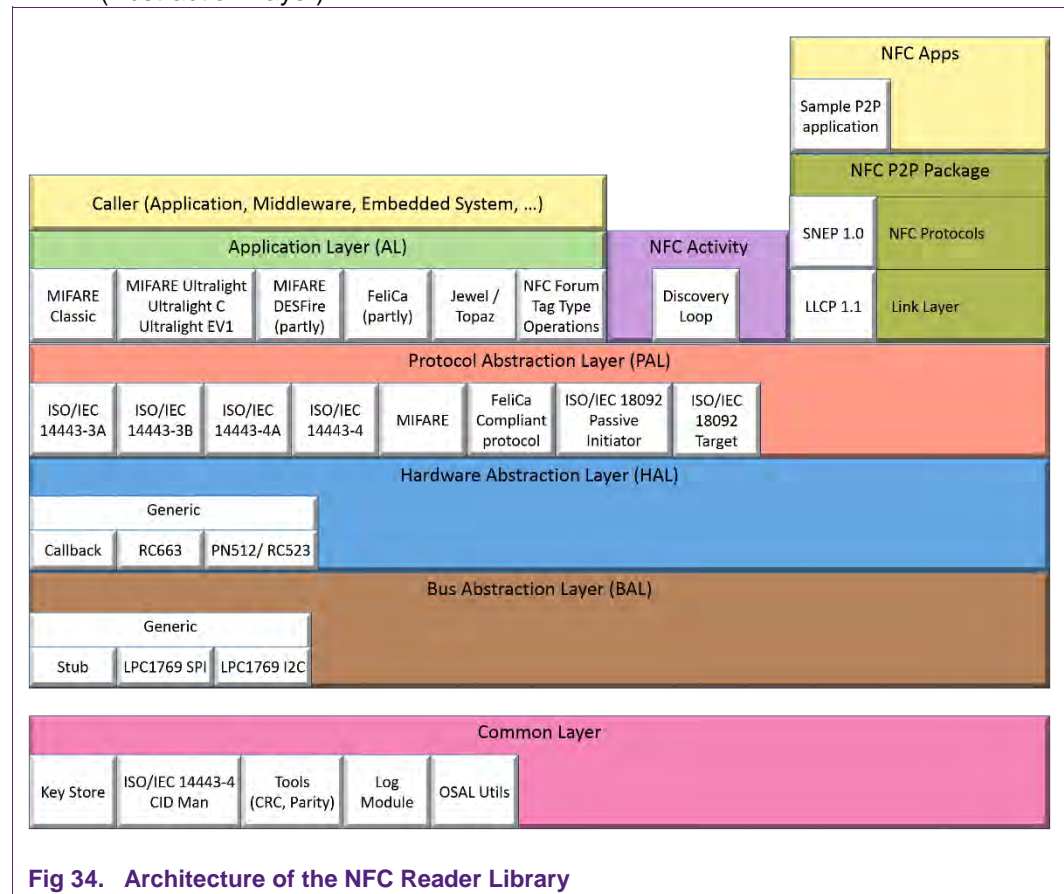 NFC Apps
Sample P2P
application
NFC P2P Package
Caller (Application, Middleware, Embedded System, ...)
SNEP 1.0
NFC Protocols
Application Layer (AL)
NFC Activity
MIFARE
Classic
MIFARE Ultralight
Ultralight C
Ultralight EV1
MIFARE
DESFire
(partly)
FeliCa
(partly)
Jewel /
Topaz
NFC Forum
Tag Type
Operations
Discovery
Loop
LLCP 1.1
Link Layer
Protocol Abstraction Layer (PAL)
ISO/IEC
14443-3A
ISO/IEC
14443-3B
ISO/IEC
14443-4A
ISO/IEC
14443-4
MIFARE
FeliCa
Compliant
protocol
ISO/IEC 18092
Passive
Initiator
ISO/IEC
18092
Target
Hardware Abstraction Layer (HAL)
Generic
Callback
RC663
PN512/ RC523
Bus Abstraction Layer (BAL)
Generic
Stub
LPC1769 SPI
LPC1769 I2C
Common Layer
Key Store
ISO/IEC 14443-4
CID Man
Tools
(CRC, Parity)
Log
Module
OSAL Utils
Fig 34. Architecture of the NFC Reader Library